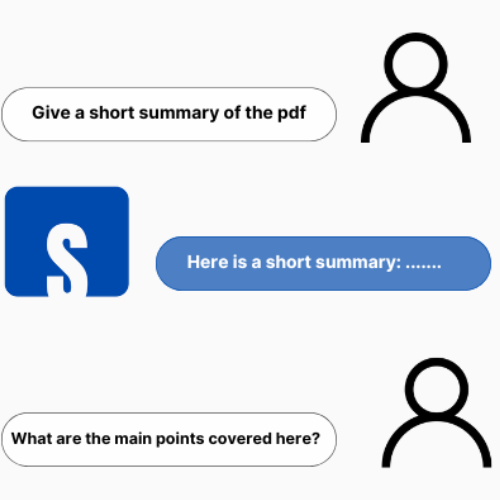 Give a short summary of the pdf
S
Here is a short summary: .......
What are the main points covered here?